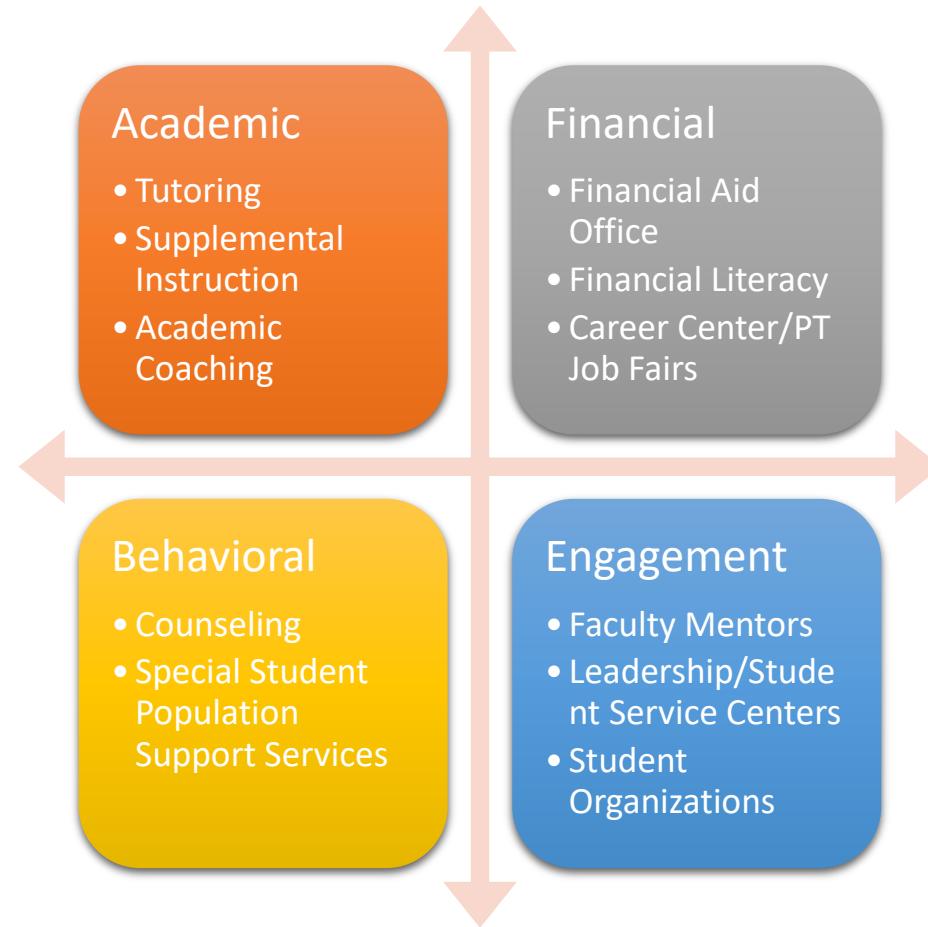 Academic
• Tutoring
• Supplemental
Instruction
• Academic
Coaching
Financial
• Financial Aid
Office
• Financial Literacy
• Career Center/PT
Job Fairs
Behavioral
• Counseling
• Special Student
Population
Support Services
Engagement
• Faculty Mentors
• Leadership/Stude
nt Service Centers
• Student
Organizations